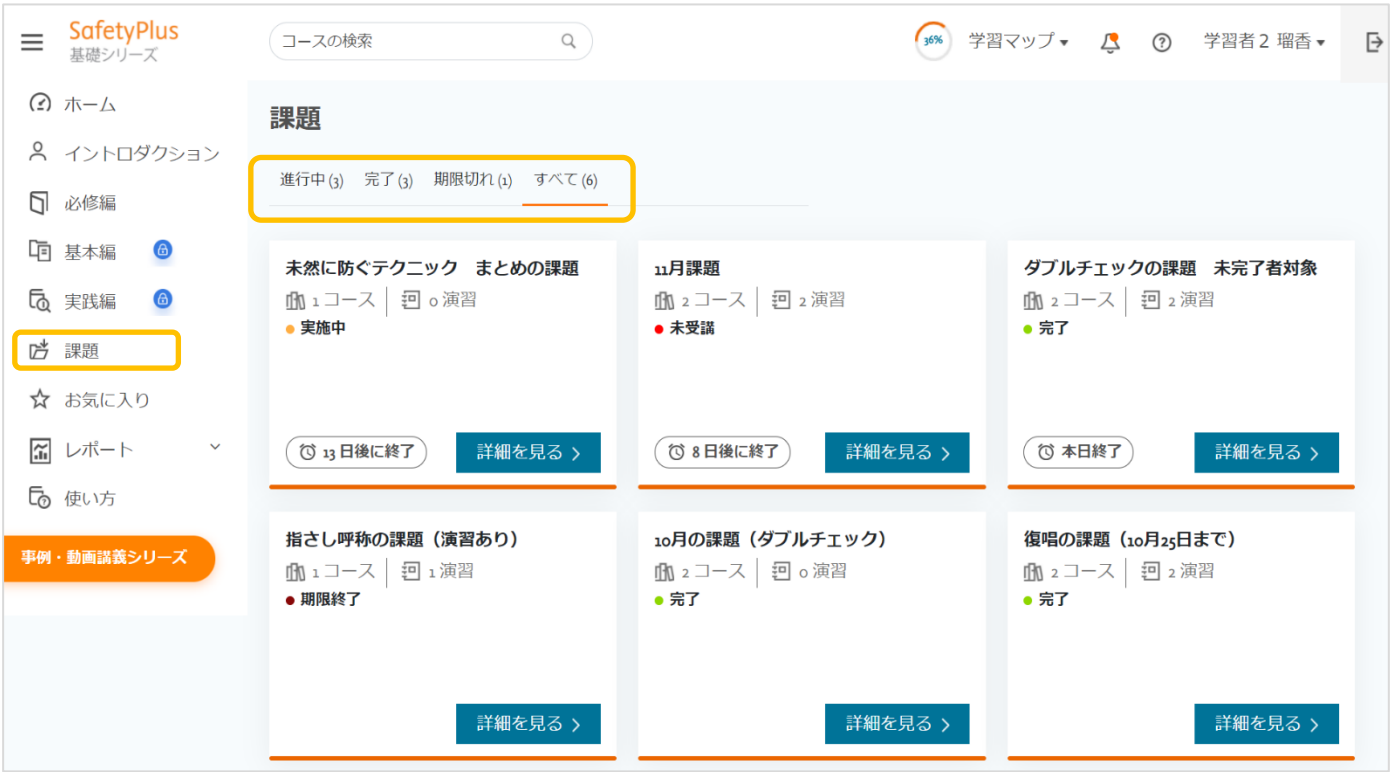 SafetyPlus
基礎シリーズ
コースの検索
36%
学習マップ
学習者2 瑠香
ホーム
イントロダクション
必修編
基本編
実践編
課題
お気に入り
レポート
使い方
事例・動画講義シリーズ
課題
進行中 (3) 完了 (3) 期限切れ (1) すべて (6)
未然に防ぐテクニック まとめの課題
1 コース 0 演習
実施中
13 日後に終了
詳細を見る
11月課題
2 コース 2 演習
未受講
8 日後に終了
詳細を見る
ダブルチェックの課題 未完了者対象
2 コース 2 演習
完了
本日終了
詳細を見る
指さし呼称の課題（演習あり）
1 コース 1 演習
期限終了
詳細を見る
10月の課題（ダブルチェック）
2 コース 0 演習
完了
詳細を見る
復唱の課題（10月25日まで）
2 コース 2 演習
完了
詳細を見る